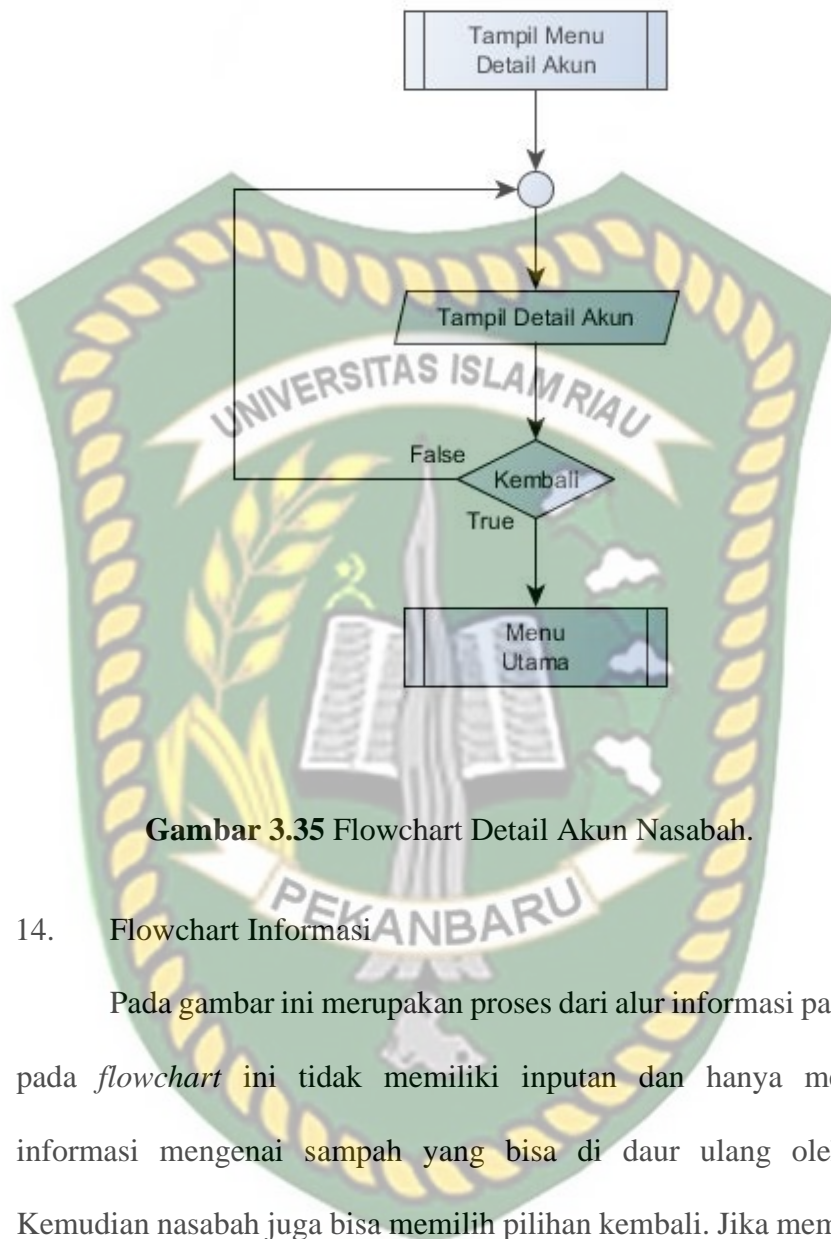 Tampil Menu
Detail Akun
Tampil Detail Akun
UNIVERSITAS ISLAM RIAU
False
Kembali
True
Menu
Utama
Gambar 3.35 Flowchart Detail Akun Nasabah.
PEKANBARU
14. Flowchart Informasi
Pada gambar ini merupakan proses dari alur informasi
pada flowchart ini tidak memiliki inputan dan hanya
informasi mengenai sampah yang bisa di daur ulang
Kemudian nasabah juga bisa memilih pilihan kembali. Jika